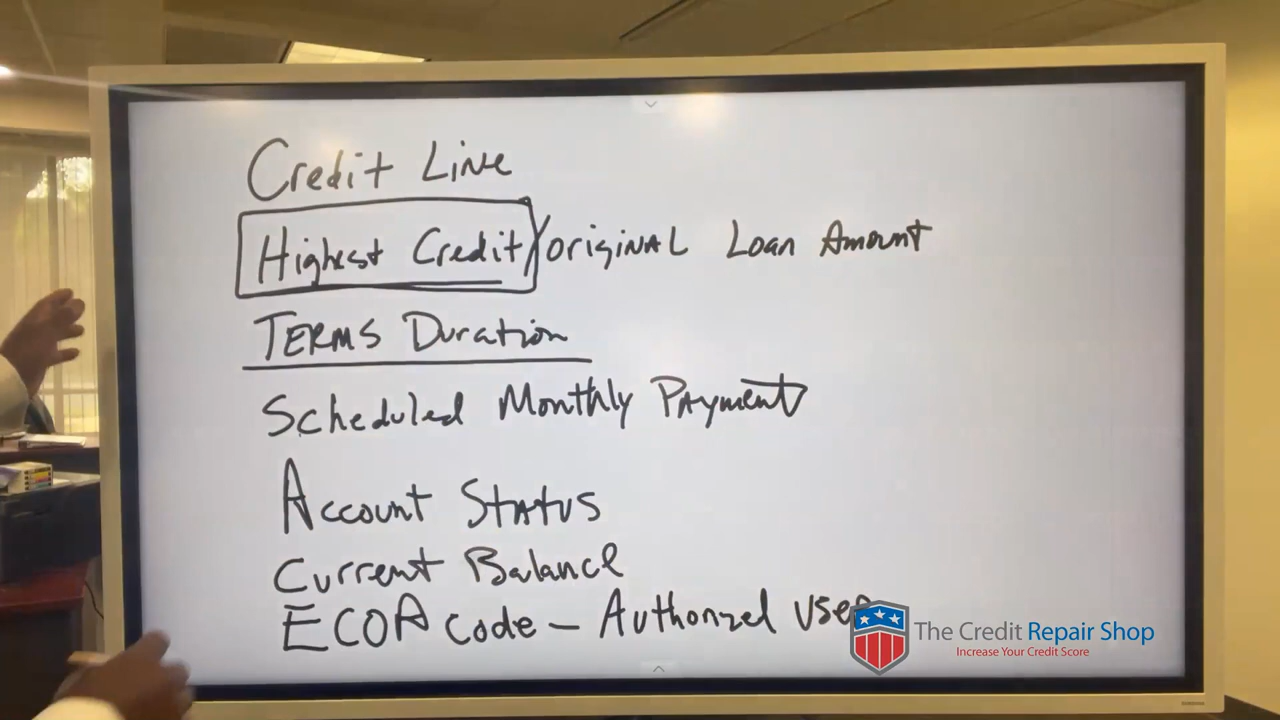 Credit Line
Highest Credit/original Loan Amount
TERMS Duration
Scheduled Monthly Payment
Account Status
Current Balance
ECOA code - Authorized User
The Credit Repair Shop
Increase Your Credit Score